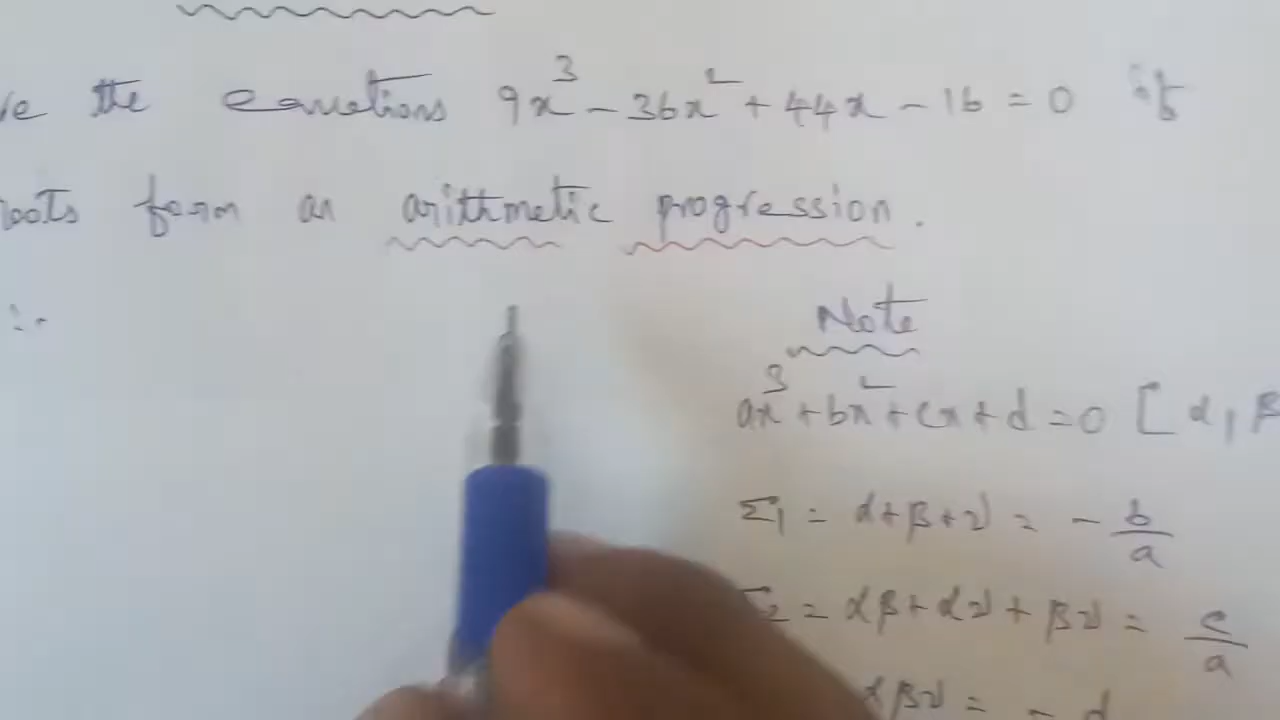 the equations 9x³ - 36x² + 44x - 16 = 0 if
roots form an arithmetic progression.
:-
Note
ax³ + bx² + cx + d = 0 [α, β
Σ₁ = α+β+γ = - b/a
Σ₂ = αβ + αγ + βγ = c/a
αβγ = - d